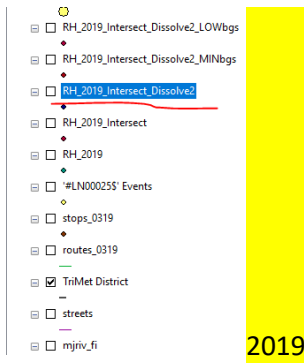 RH_2019_Intersect_Dissolve2_LOWbgs
RH_2019_Intersect_Dissolve2_MINbgs
RH_2019_Intersect_Dissolve2
RH_2019_Intersect
RH_2019
'#LN00025$' Events
stops_0319
routes_0319
TriMet District
streets
mjriv_fi
2019